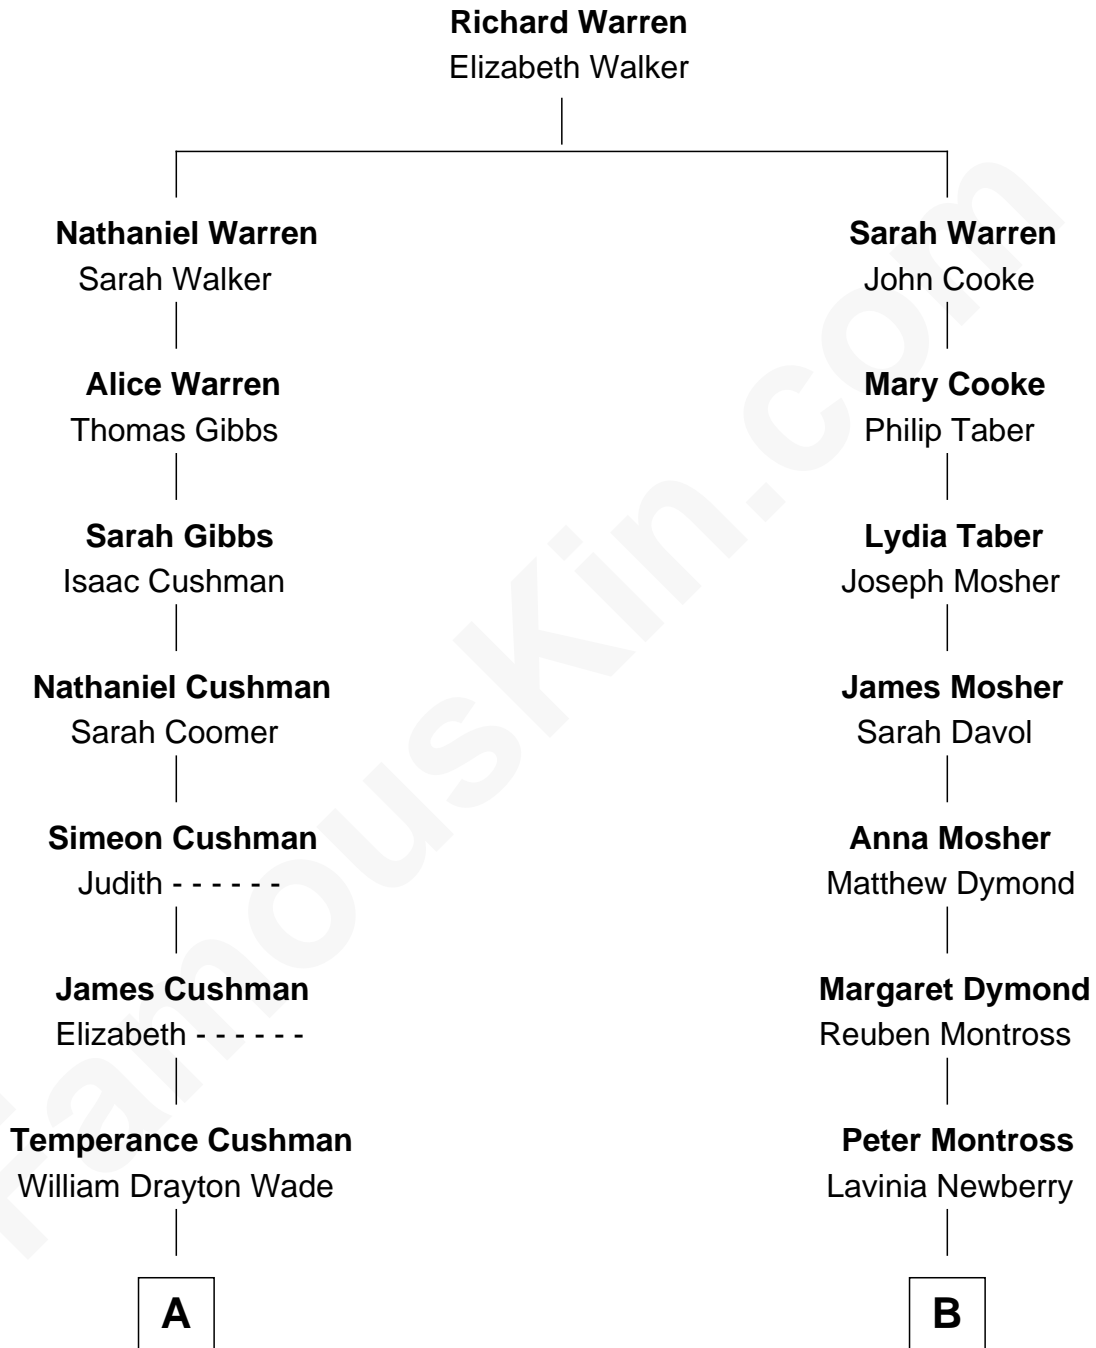 Richard Warren
Elizabeth Walker
Nathaniel Warren
Sarah Walker
Alice Warren
Thomas Gibbs
Sarah Gibbs
Isaac Cushman
Nathaniel Cushman
Sarah Coomer
Simeon Cushman
Judith - - - - - -
James Cushman
Elizabeth - - - - - -
Temperance Cushman
William Drayton Wade
A
Sarah Warren
John Cooke
Mary Cooke
Philip Taber
Lydia Taber
Joseph Mosher
James Mosher
Sarah Davol
Anna Mosher
Matthew Dymond
Margaret Dymond
Reuben Montross
Peter Montross
Lavinia Newberry
B
FamousKin.com